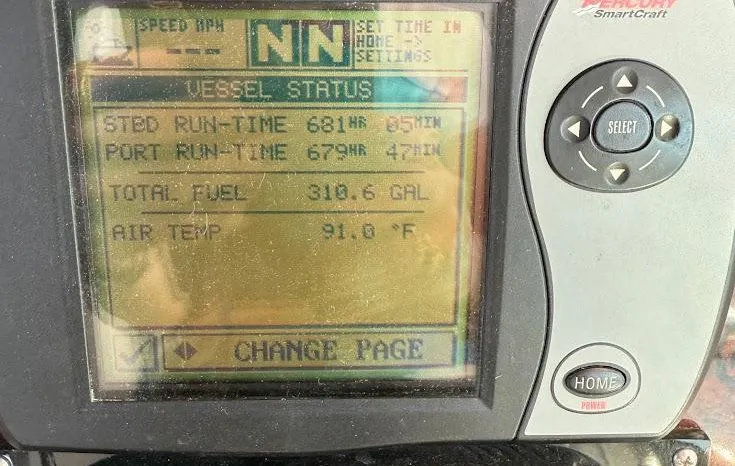 SPEED MPH
---
N N
SET TIME IN
HOME ->
SETTINGS
VESSEL STATUS
STBD RUN-TIME 681HR 05MIN
PORT RUN-TIME 679HR 47MIN
TOTAL FUEL 310.6 GAL
AIR TEMP 91.0 °F
CHANGE PAGE
MERCURY
SmartCraft
SELECT
HOME
POWER